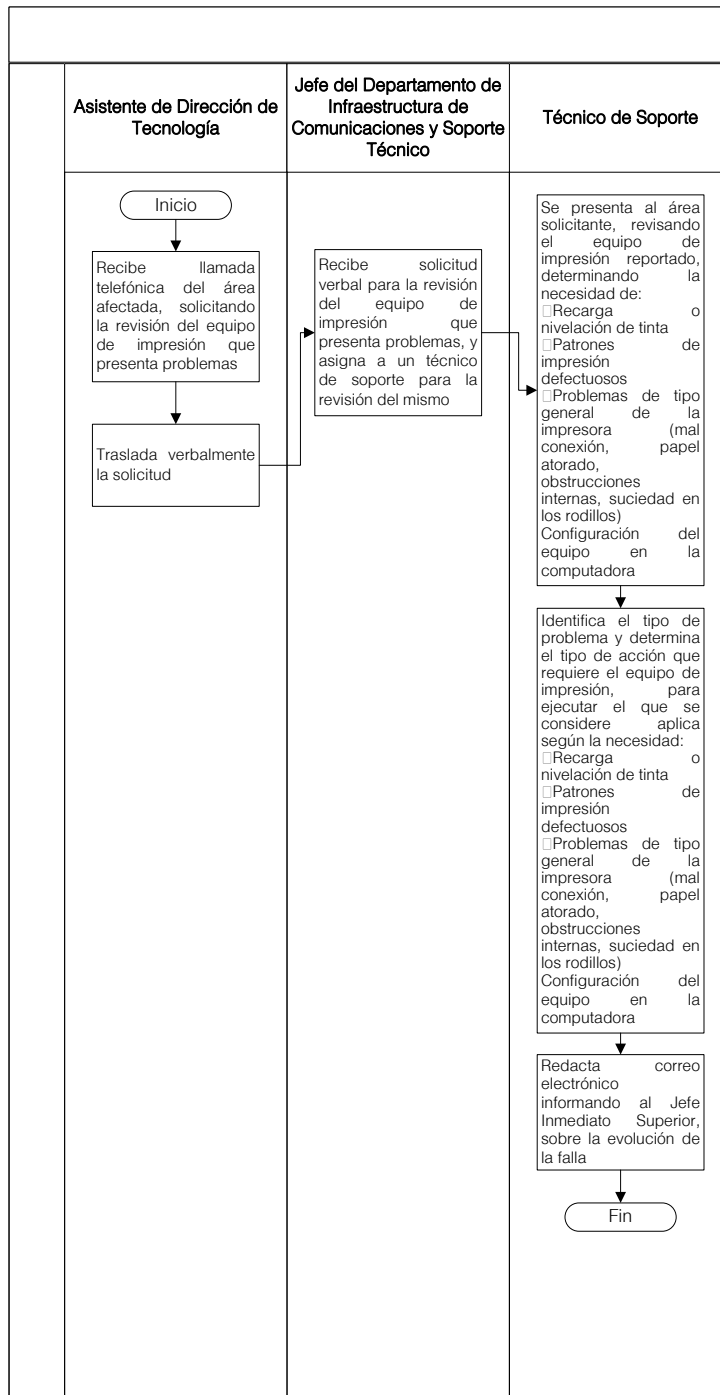 Asistente de Dirección de
Tecnología
Jefe del Departamento de
Infraestructura de
Comunicaciones y Soporte
Técnico
Técnico de Soporte
Inicio
Recibe llamada
telefónica del área
afectada, solicitando
la revisión del equipo
de impresión que
presenta problemas
Traslada verbalmente
la solicitud
Recibe solicitud
verbal para la revisión
del equipo de
impresión que
presenta problemas, y
asigna a un técnico
de soporte para la
revisión del mismo
Se presenta al área
solicitante, revisando
el equipo de
impresión reportado,
determinando la
necesidad de:
Recarga o
nivelación de tinta
Patrones de
impresión
defectuosos
Problemas de tipo
general de la
impresora (mal
conexión, papel
atorado,
obstrucciones
internas, suciedad en
los rodillos)
Configuración del
equipo en la
computadora
Identifica el tipo de
problema y determina
el tipo de acción que
requiere el equipo de
impresión, para
ejecutar el que se
considere aplica
según la necesidad:
Recarga o
nivelación de tinta
Patrones de
impresión
defectuosos
Problemas de tipo
general de la
impresora (mal
conexión, papel
atorado,
obstrucciones
internas, suciedad en
los rodillos)
Configuración del
equipo en la
computadora
Redacta correo
electrónico
informando al Jefe
Inmediato Superior,
sobre la evolución de
la falla
Fin